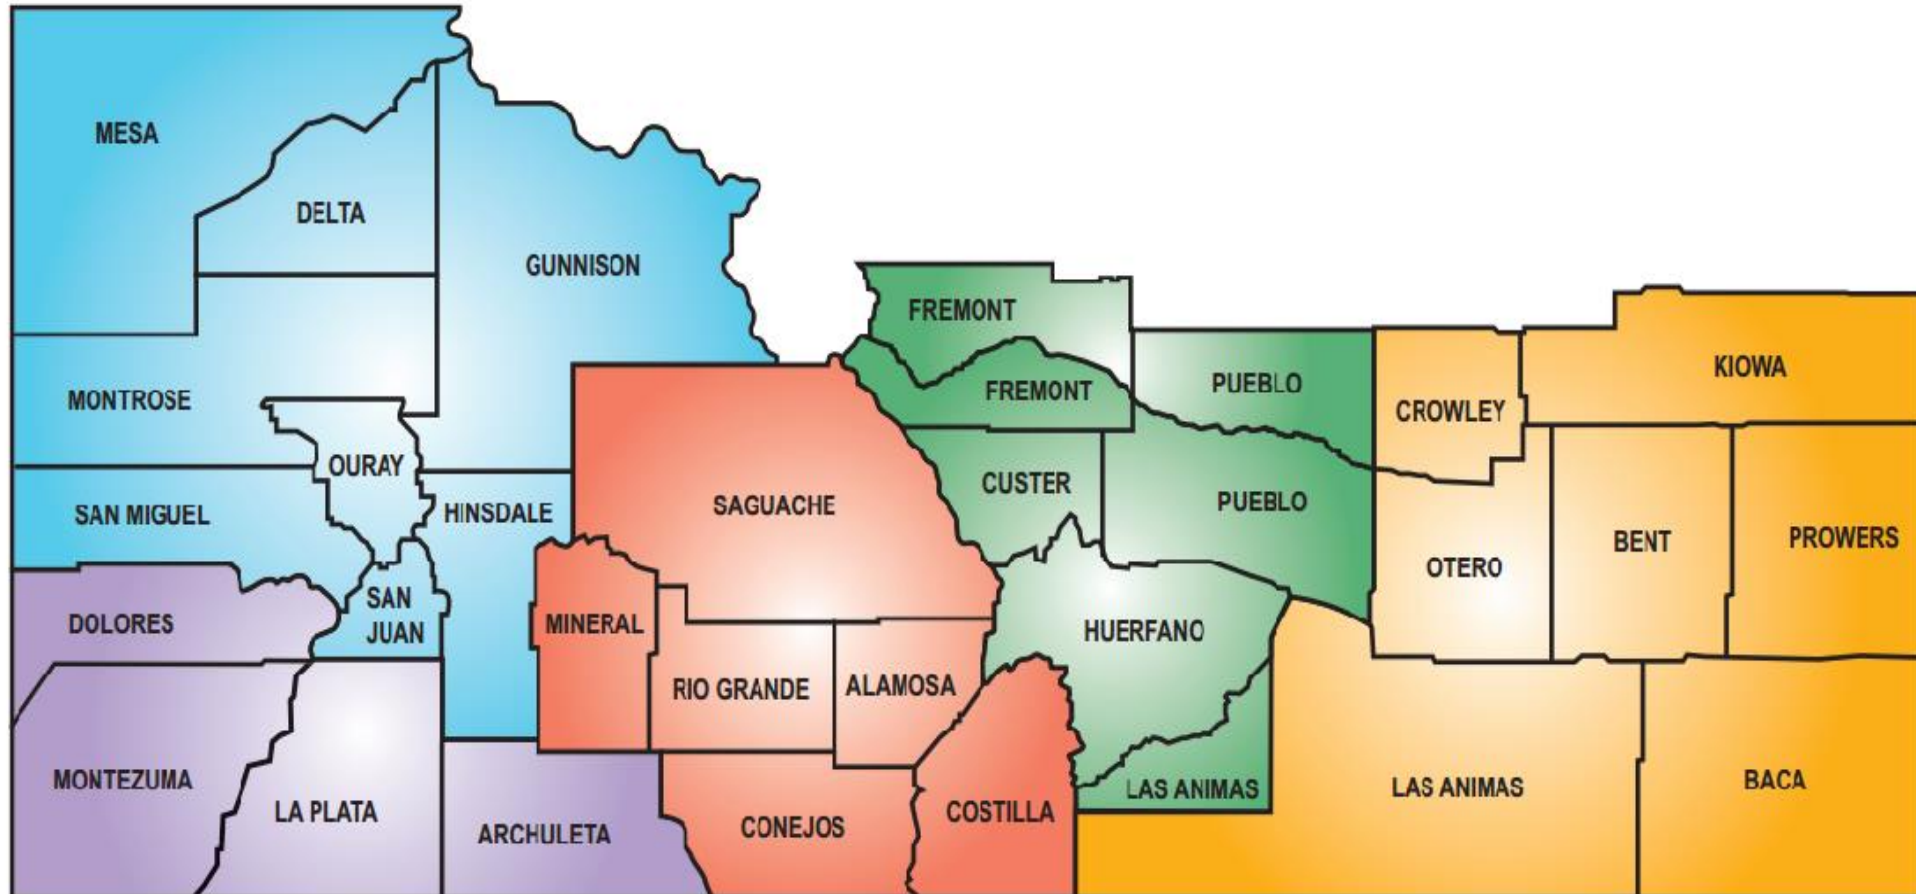 MESA
DELTA
GUNNISON
FREMONT
KIOWA
FREMONT
PUEBLO
MONTROSE
CROWLEY
OURAY
CUSTER
HINSDALE
SAN MIGUEL
SAGUACHE
PUEBLO
PROWERS
BENT
OTERO
SAN
JUAN
DOLORES
MINERAL
HUERFANO
RIO GRANDE
ALAMOSA
MONTEZUMA
LAS ANIMAS
LAS ANIMAS
BACA
LA PLATA
COSTILLA
CONEJOS
ARCHULETA